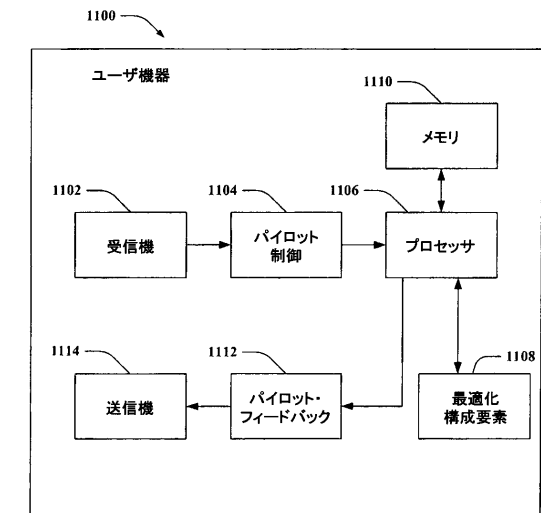 1100
ユーザ機器
1110
メモリ
1102
1104
1106
受信機
パイロット
制御
プロセッサ
1114
1112
1108
送信機
パイロット・
フィードバック
最適化
構成要素